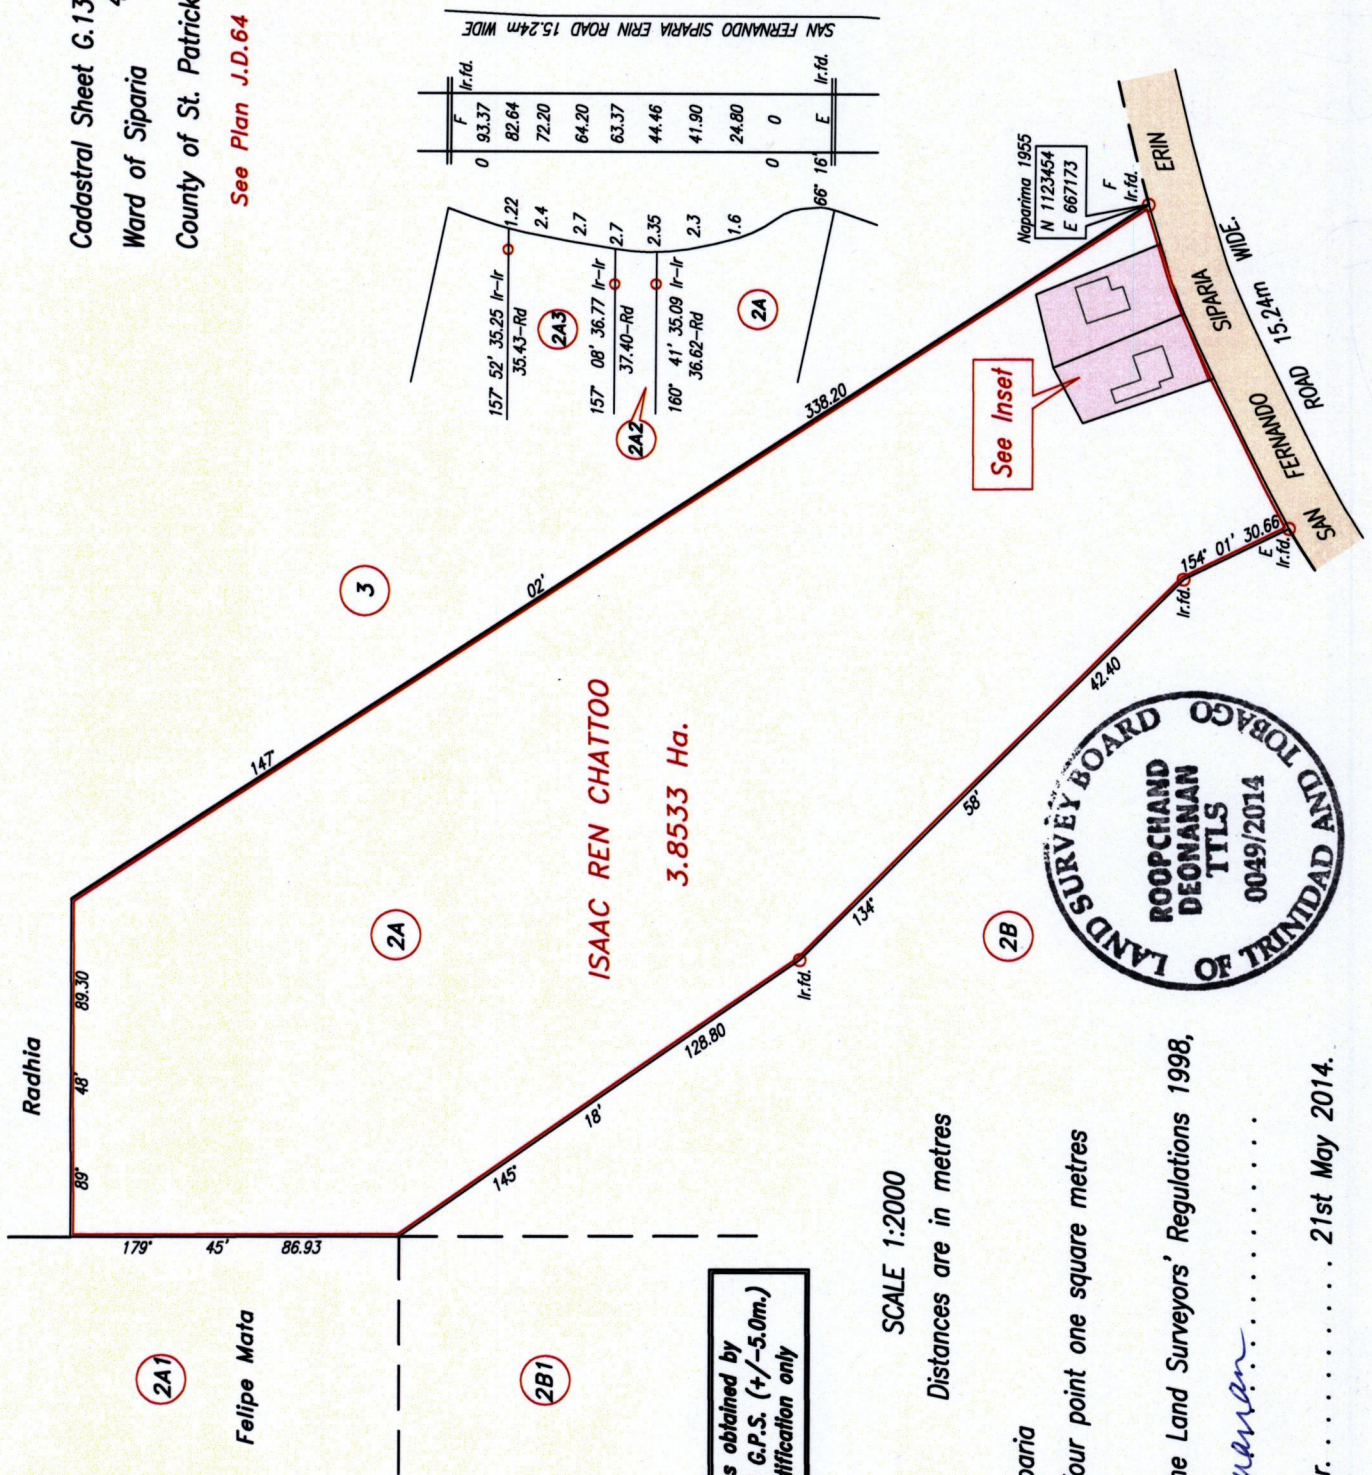 Cadastral Sheet G.13
Ward of Siparia
County of St. Patrick
See Plan J.D.64
SAN FERNANDO SIPARIA ERIN ROAD 15.24m WIDE
Ir.fd.
F
0 93.37
82.64
72.20
64.20
63.37
44.46
41.90
24.80
0 0
E
Ir.fd.
66° 16'
1.22
2.4
2.7
2.7
2.35
2.3
1.6
157° 52' 35.25 Ir-Ir
35.43-Rd
2A3
157° 08' 36.77 Ir-Ir
37.40-Rd
2A2
160° 41' 35.09 Ir-Ir
36.62-Rd
2A
Naparima 1955
N 1123454
E 667173
F
Ir.fd.
SAN FERNANDO SIPARIA ERIN
ROAD 15.24m WIDE.
See Inset
Radhia
89° 48' 89.30
147° 02' 338.20
3
2A
ISAAC REN CHATTOO
3.8533 Ha.
179° 45' 86.93
145° 18' 128.80
Ir.fd.
134° 58' 42.40
Ir.fd.
154° 01' 30.66
E
Ir.fd.
2A1
Felipe Mata
2B1
2B
LAND SURVEY BOARD
OF TRINIDAD AND TOBAGO
ROOPCHAND
DEONANAN
TTLS
0049/2014
obtained by
G.P.S. (+/-5.0m.)
only
SCALE 1:2000
Distances are in metres
point one square metres
Land Surveyors' Regulations 1998,
21st May 2014.